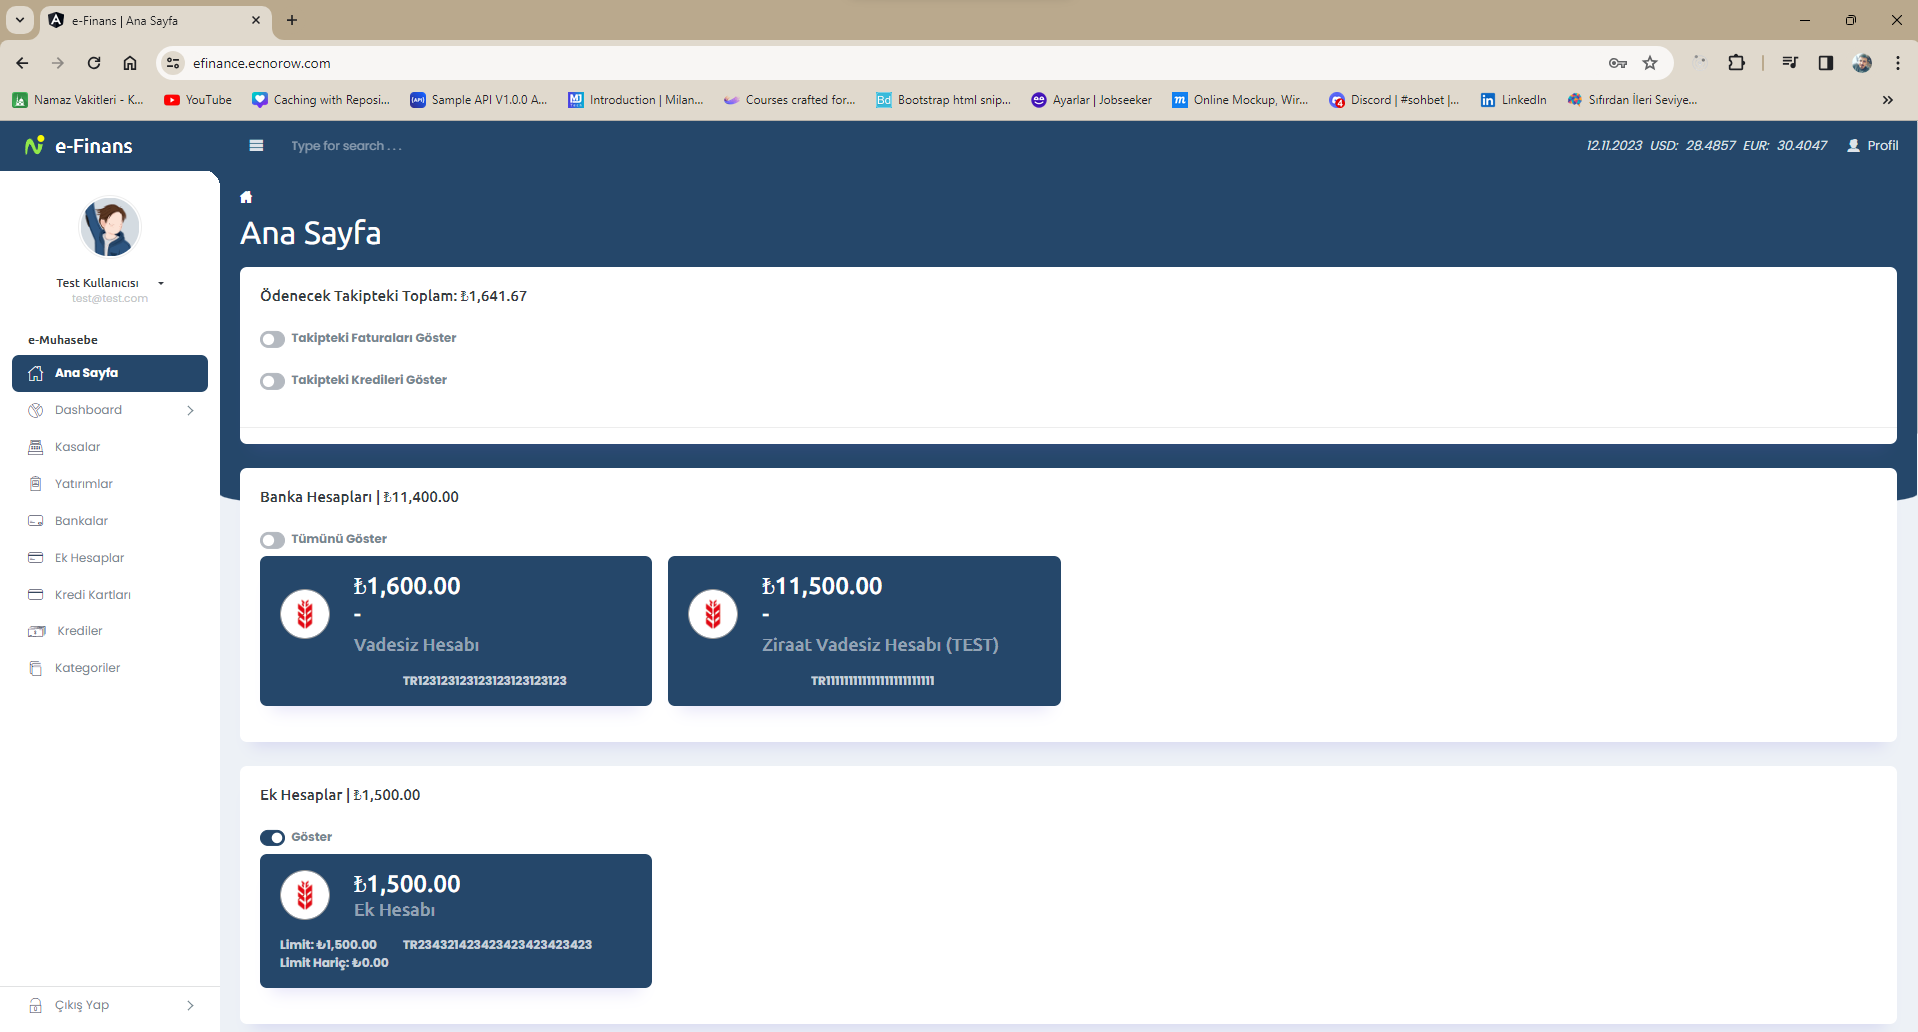 e-Finans | Ana Sayfa
efinance.ecnorow.com
Namaz Vakitleri - K...
YouTube
Caching with Reposi...
Sample API V1.0.0 A...
Introduction | Milan...
Courses crafted for...
Bootstrap html snip...
Ayarlar | Jobseeker
Online Mockup, Wir...
Discord | #sohbet |...
LinkedIn
Sıfırdan İleri Seviye...
e-Finans
Type for search . . .
12.11.2023 USD: 28.4857 EUR: 30.4047
Profil
Test Kullanıcısı
test@test.com
e-Muhasebe
Ana Sayfa
Dashboard
Kasalar
Yatırımlar
Bankalar
Ek Hesaplar
Kredi Kartları
Krediler
Kategoriler
Çıkış Yap
Ana Sayfa
Ödenecek Takipteki Toplam: ₺1,641.67
Takipteki Faturaları Göster
Takipteki Kredileri Göster
Banka Hesapları | ₺11,400.00
Tümünü Göster
₺1,600.00
-
Vadesiz Hesabı
TR123123123123123123123123
₺11,500.00
-
Ziraat Vadesiz Hesabı (TEST)
Ek Hesaplar | ₺1,500.00
Göster
₺1,500.00
Ek Hesabı
Limit: ₺1,500.00
TR234321423423423423423423
Limit Hariç: ₺0.00